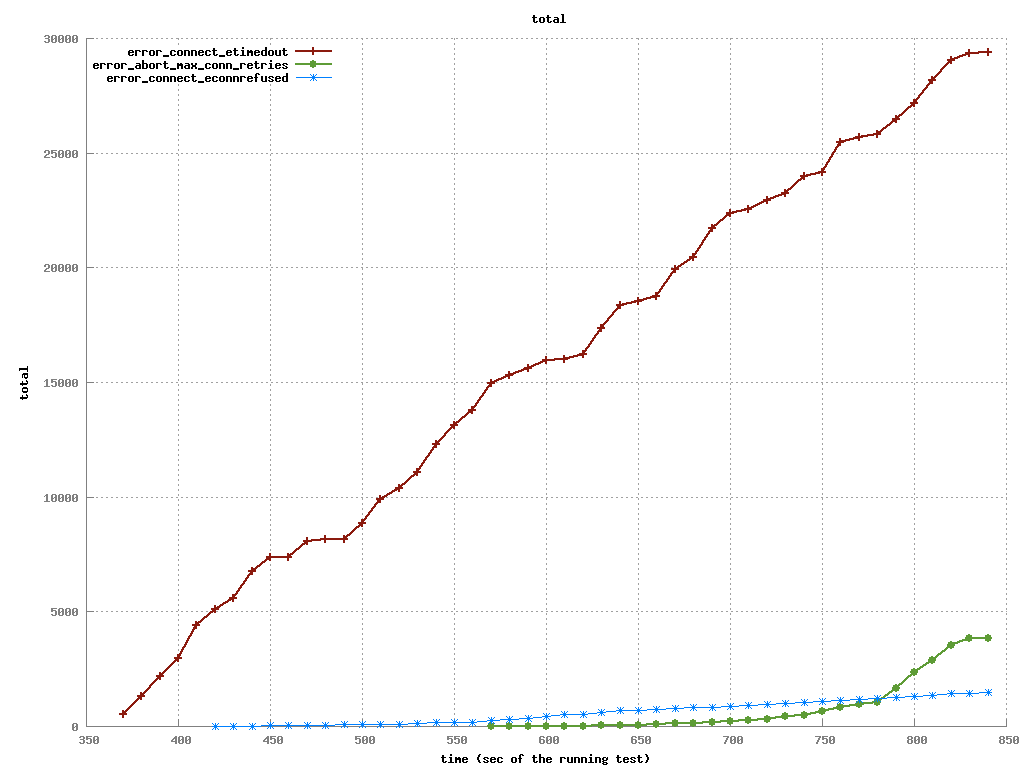 total
30000
25000
20000
15000
10000
5000
0
error_connect_etimedout
error_abort_max_conn_retries
error_connect_econnrefused
total
350 400 450 500 550 600 650 700 750 800 850
time (sec of the running test)